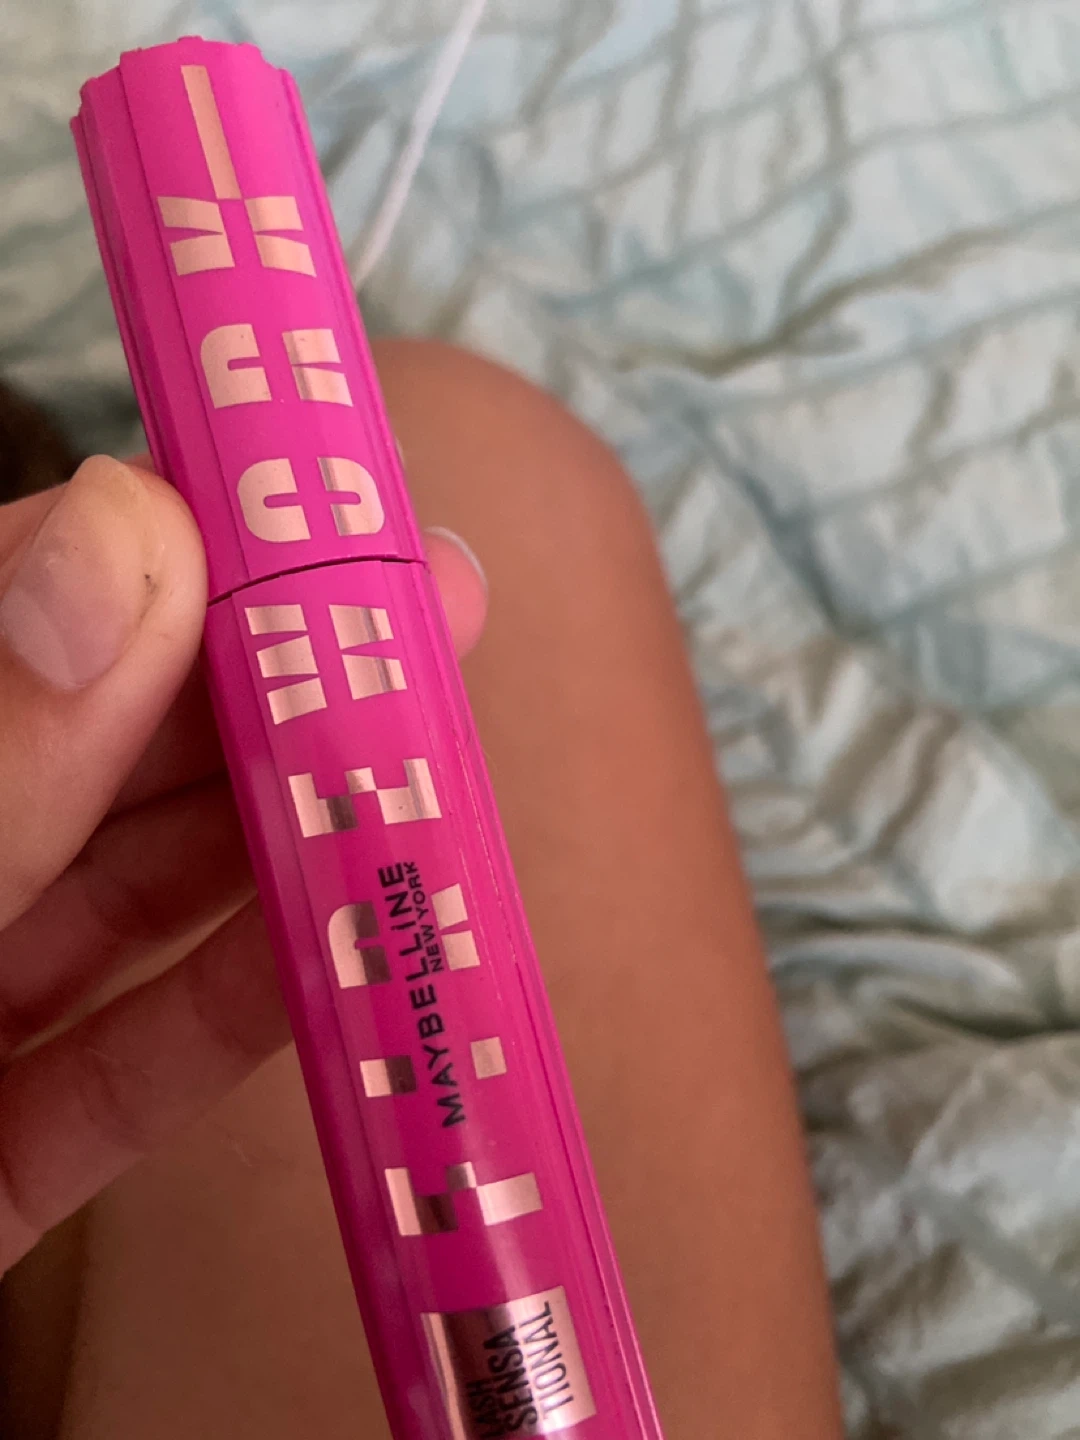 LASH
SENSA
TIONAL
FIREWORK
MAYBELLINE
NEW YORK